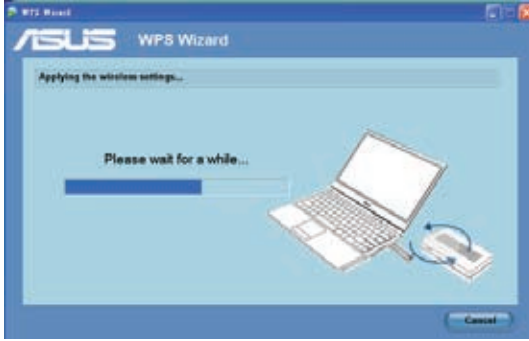 WPS Wizard
ASUS WPS Wizard
Applying the wireless settings...
Please wait for a while...
Cancel